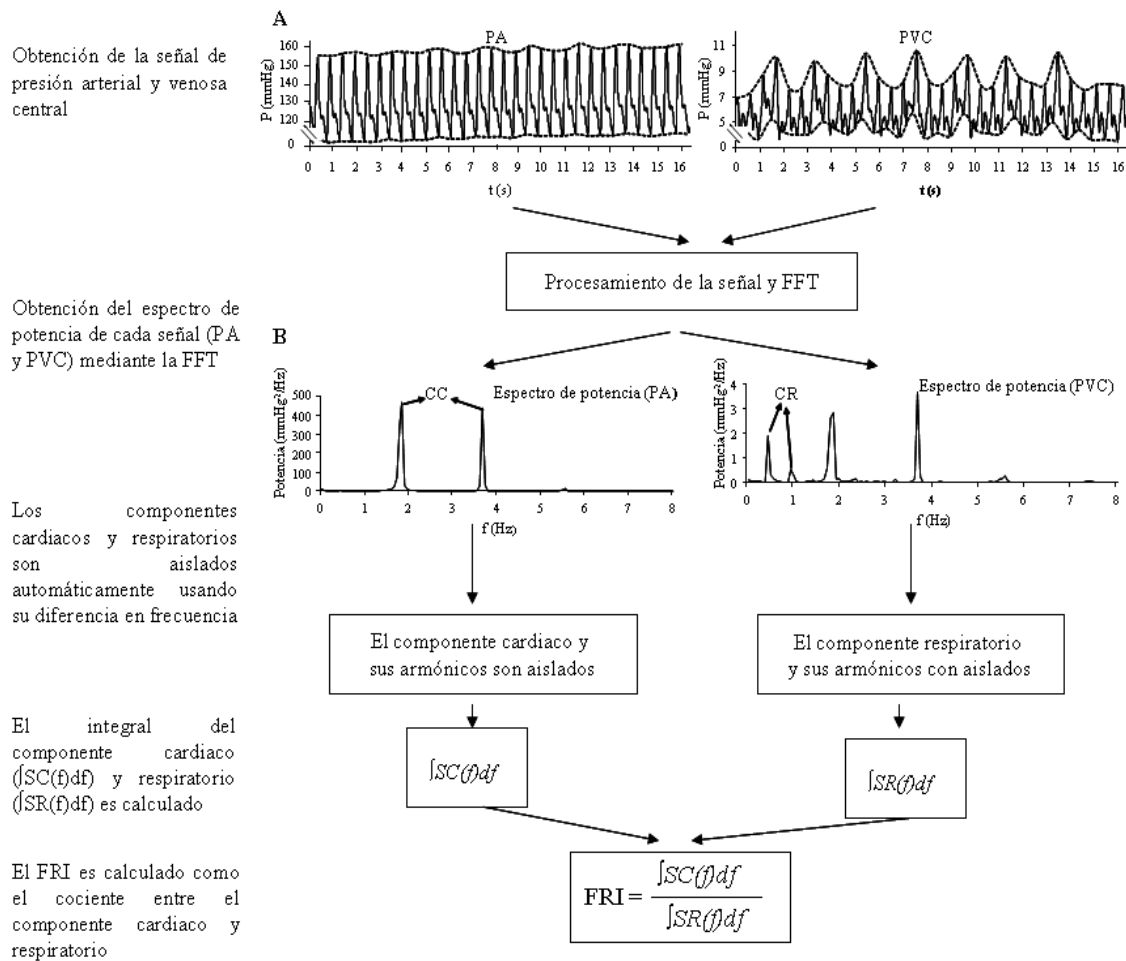 A
Obtención de la señal de
presión arterial y venosa
central
PA
P (mmHg)
160
150
140
130
120
0
0 1 2 3 4 5 6 7 8 9 10 11 12 13 14 15 16
t (s)
PVC
P (mmHg)
11
9
7
5
0
0 1 2 3 4 5 6 7 8 9 10 11 12 13 14 15 16
t (s)
Procesamiento de la señal y FFT
Obtención del espectro de
potencia de cada señal (PA
y PVC) mediante la FFT
B
Espectro de potencia (PA)
CC
Potencia (mmHg²/Hz)
500
400
300
200
100
0
0 1 2 3 4 5 6 7 8
f (Hz)
Espectro de potencia (PVC)
CR
Potencia (mmHg²/Hz)
4
3
2
1
0
0 1 2 3 4 5 6 7 8
f (Hz)
Los componentes
cardiacos y respiratorios
son aislados
automáticamente usando
su diferencia en frecuencia
El componente cardiaco y
sus armónicos son aislados
El componente respiratorio
y sus armónicos con aislados
El integral del
componente cardiaco
(∫SC(f)df) y respiratorio
(∫SR(f)df) es calculado
∫SC(f)df
∫SR(f)df
El FRI es calculado como
el cociente entre el
componente cardiaco y
respiratorio
FRI = ∫SC(f)df
∫SR(f)df